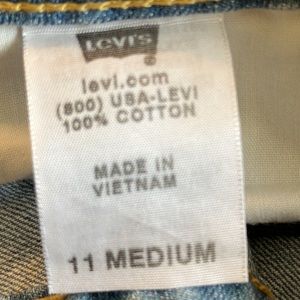 Levi's
®
levi.com
(800) USA-LEVI
100% COTTON
MADE IN
VIETNAM
11 MEDIUM